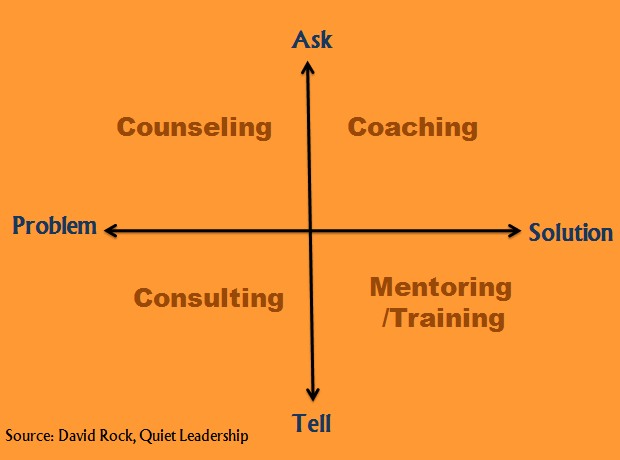 Ask
Counseling
Coaching
Problem
Solution
Consulting
Mentoring
/Training
Tell
Source: David Rock, Quiet Leadership